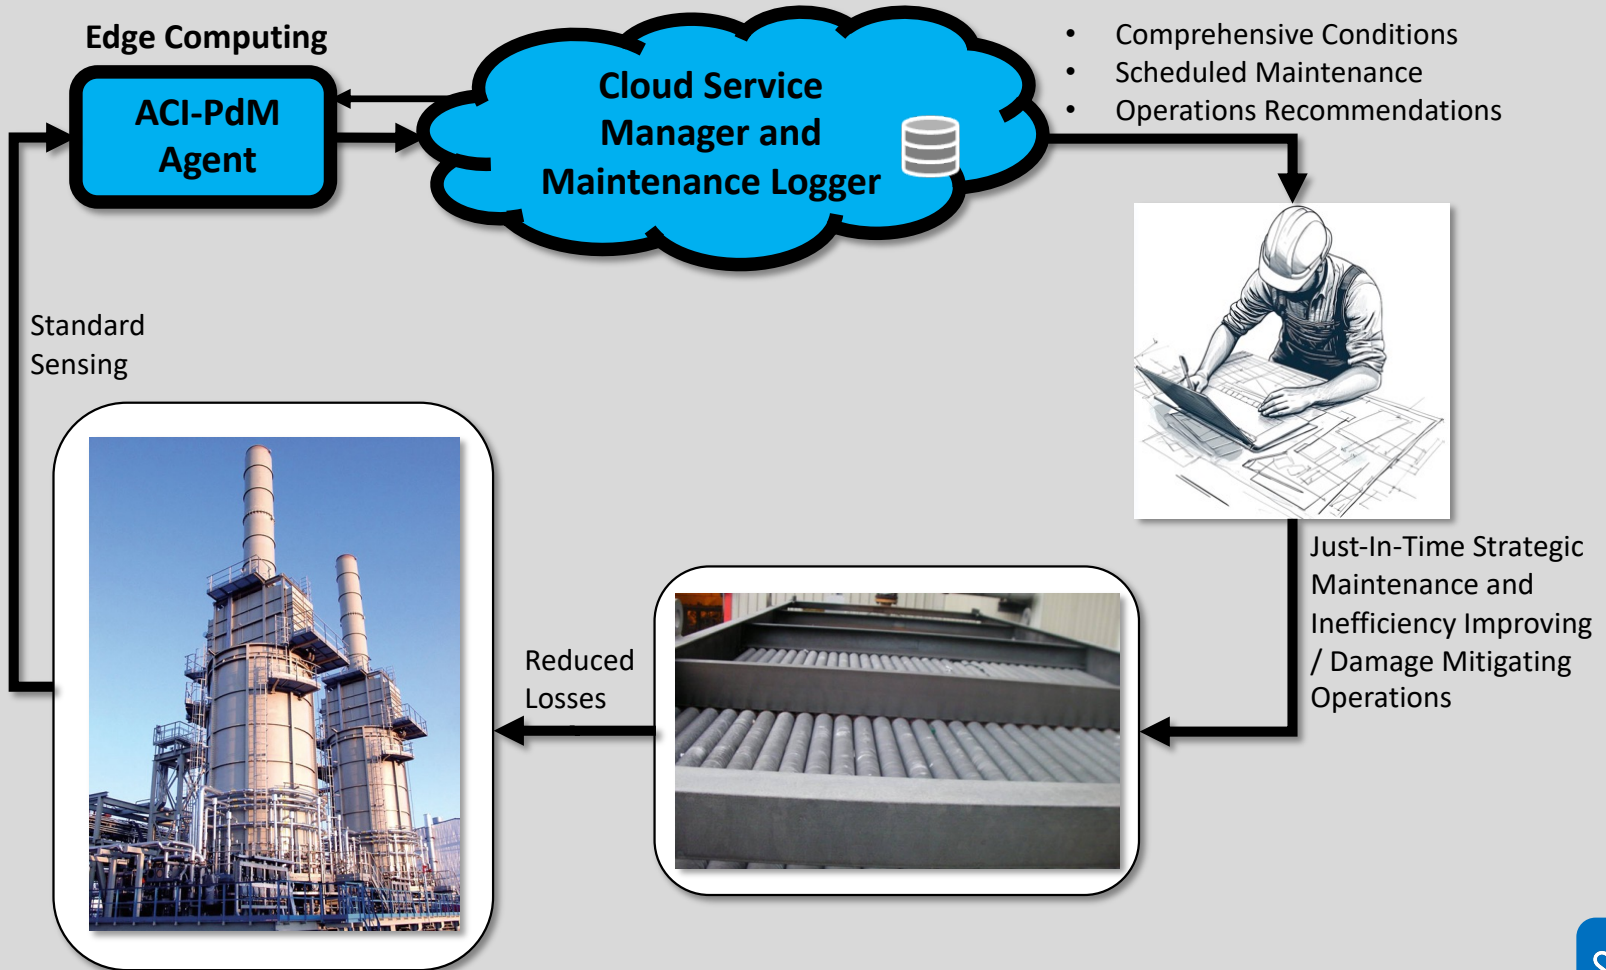 Edge Computing
ACI-PdM
Agent
Cloud Service
Manager and
Maintenance Logger
• Comprehensive Conditions
• Scheduled Maintenance
• Operations Recommendations
Standard
Sensing
Just-In-Time Strategic
Maintenance and
Inefficiency Improving
/ Damage Mitigating
Operations
Reduced
Losses